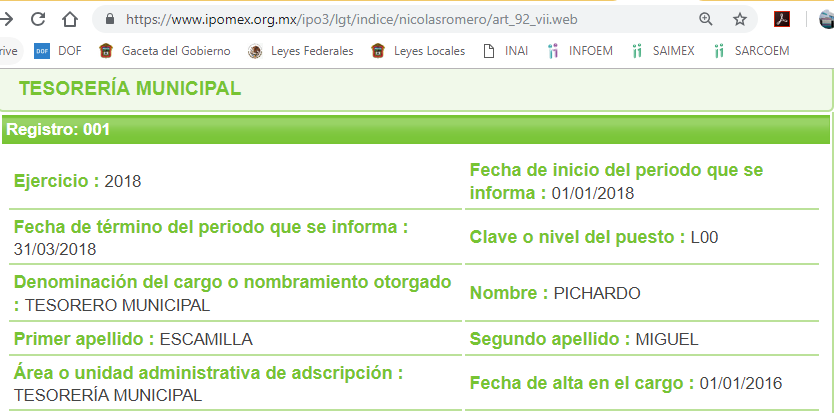 https://www.ipomex.org.mx/ipo3/lgt/indice/nicolasromero/art_92_vii.web
rive DOF Gaceta del Gobierno Leyes Federales Leyes Locales INAI INFOEM SAIMEX SARCOEM
TESORERÍA MUNICIPAL
Registro: 001
Ejercicio : 2018
Fecha de inicio del periodo que se
informa : 01/01/2018
Fecha de término del periodo que se informa :
31/03/2018
Clave o nivel del puesto : L00
Denominación del cargo o nombramiento otorgado
: TESORERO MUNICIPAL
Nombre : PICHARDO
Primer apellido : ESCAMILLA
Segundo apellido : MIGUEL
Área o unidad administrativa de adscripción :
TESORERÍA MUNICIPAL
Fecha de alta en el cargo : 01/01/2016